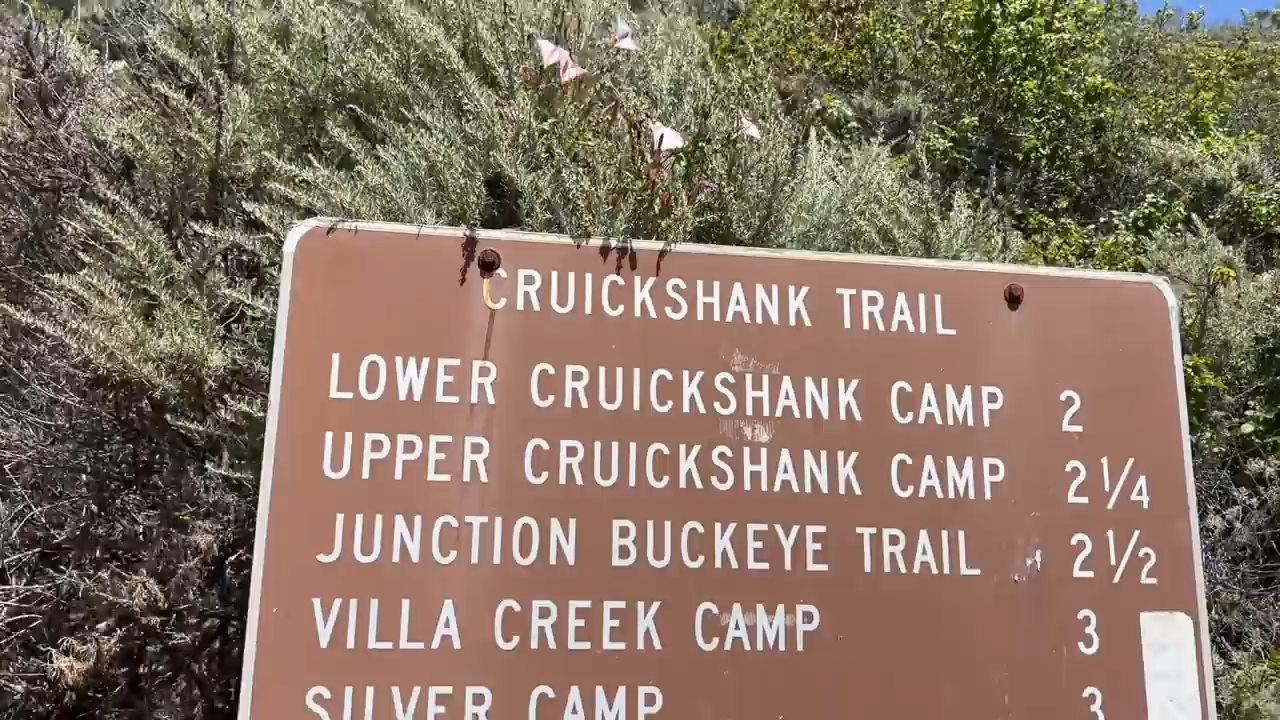 CRUICKSHANK TRAIL
LOWER CRUICKSHANK CAMP 2
UPPER CRUICKSHANK CAMP 2 1/4
JUNCTION BUCKEYE TRAIL 2 1/2
VILLA CREEK CAMP 3
SILVER CAMP 3